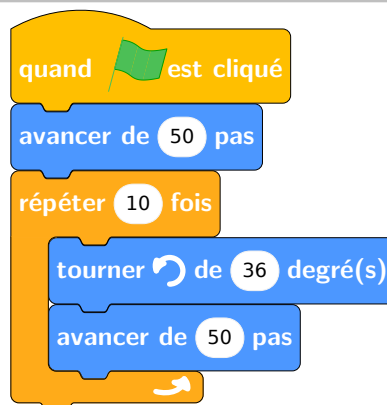 quand est cliqué
avancer de 50 pas
répéter 10 fois
tourner de 36 degré(s)
avancer de 50 pas